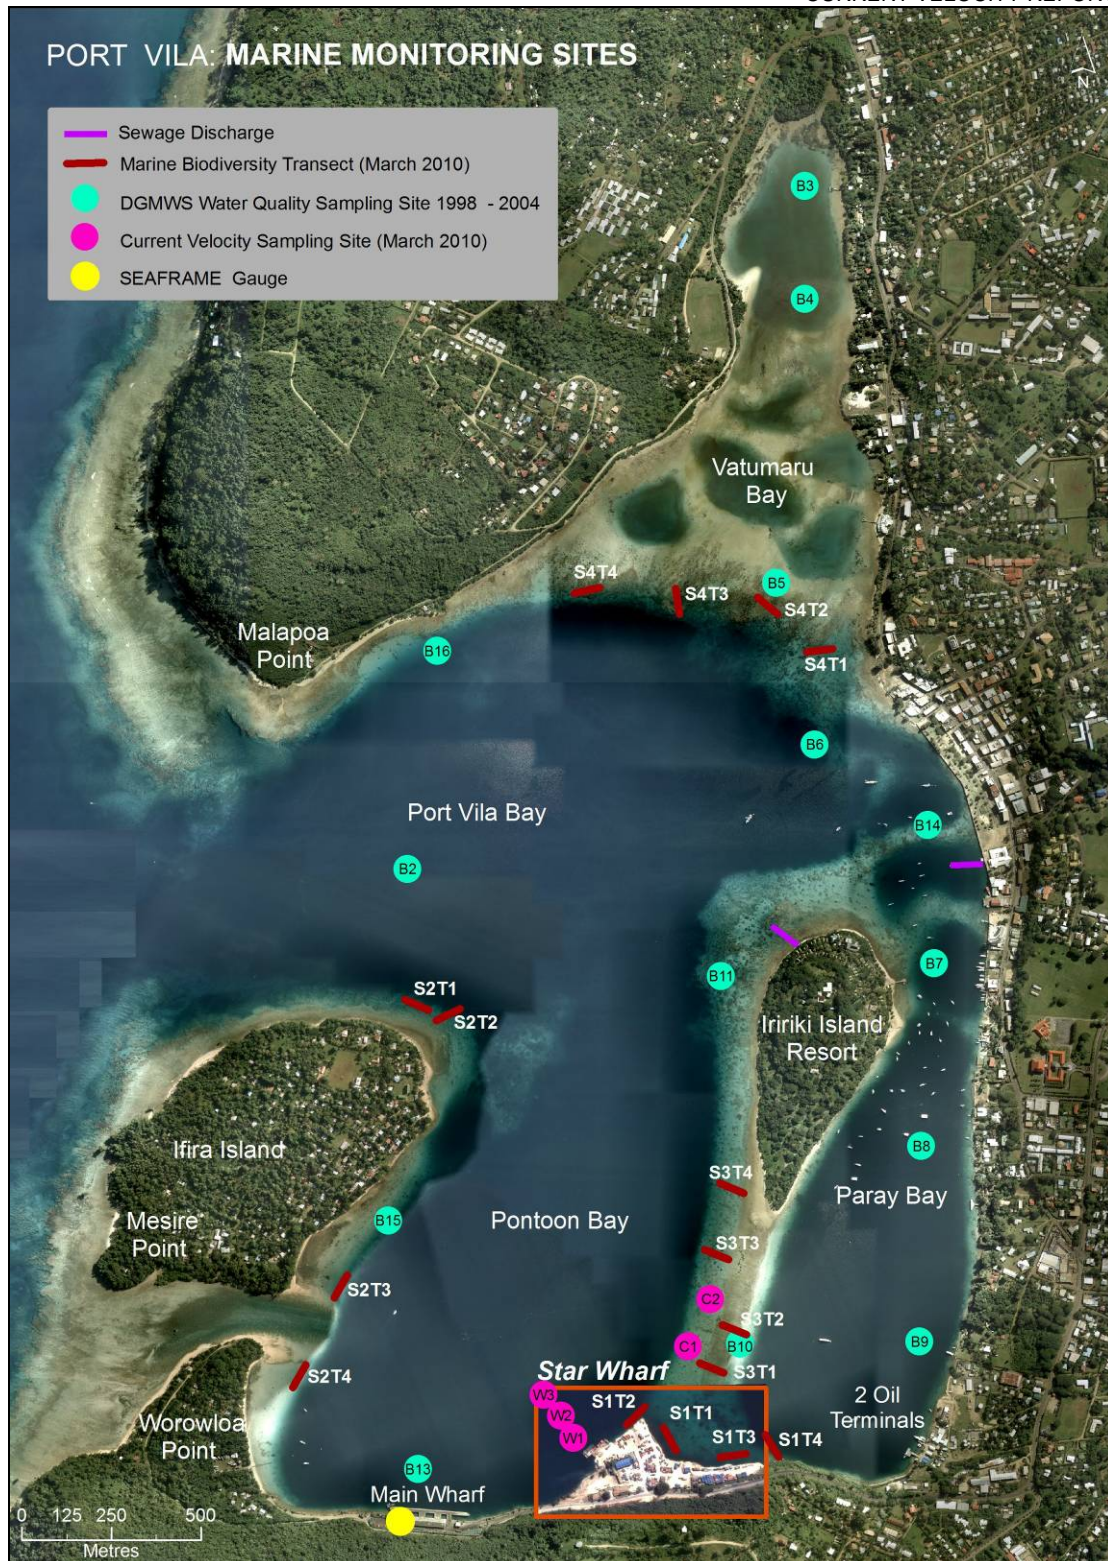 PORT VILA: MARINE MONITORING SITES
N
Sewage Discharge
Marine Biodiversity Transect (March 2010)
DGMWS Water Quality Sampling Site 1998 - 2004
Current Velocity Sampling Site (March 2010)
SEAFRAME Gauge
B3
B4
Vatumaru
Bay
S4T4
S4T3
B5
S4T2
S4T1
Malapoa
Point
B16
B6
Port Vila Bay
B14
B2
B7
B11
S2T1
S2T2
Iririki Island
Resort
Ifira Island
B8
S3T4
Paray Bay
Mesire
Point
B15
Pontoon Bay
S3T3
S2T3
C2
S3T2
C1
B10
B9
S3T1
S2T4
Star Wharf
W3
W2
W1
S1T2
S1T1
S1T3
S1T4
2 Oil
Terminals
Worowloa
Point
B13
Main Wharf
0 125 250 500
Metres